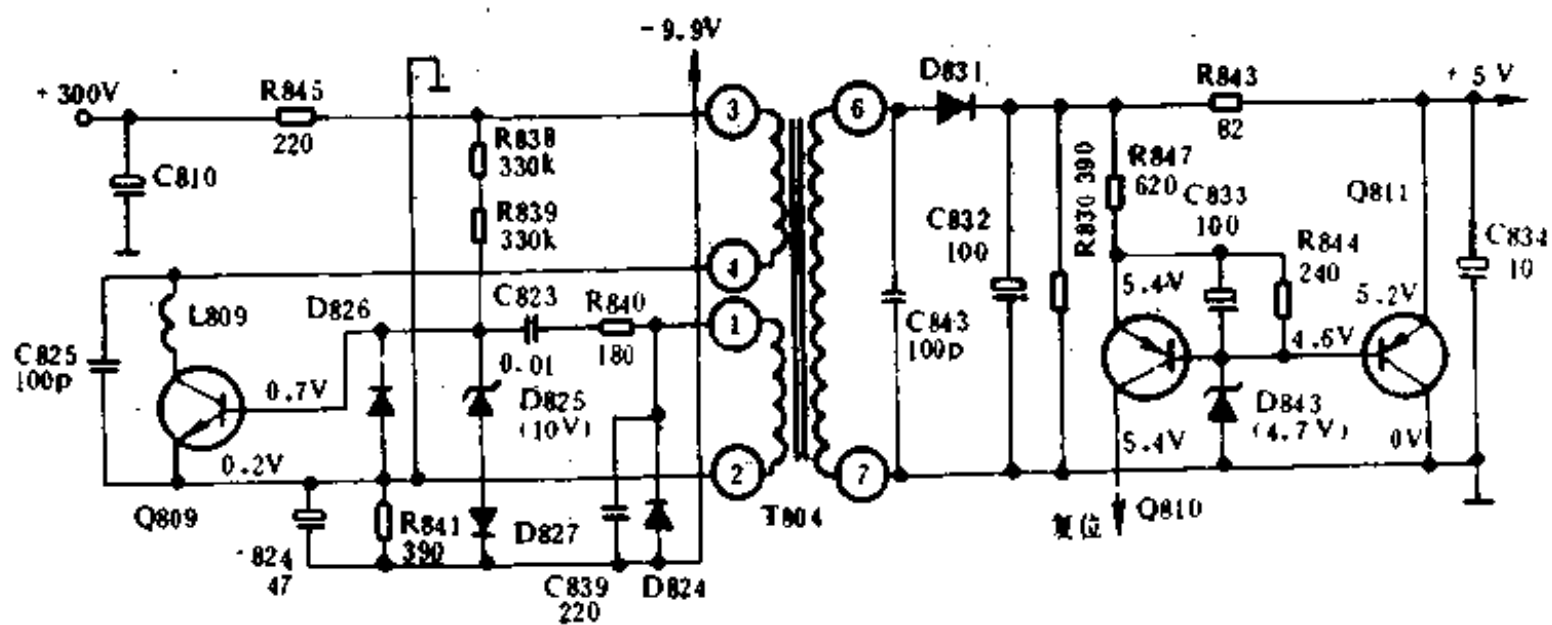 -9.9V
+300V
R845
220
C810
R838
330k
R839
330k
3
6
D831
R843
82
+5V
R847
620
C833
100
R830 390
C832
100
Q811
R844
240
C834
10
4
L809
D826
C823
0.01
R840
180
1
C843
100p
5.4V
5.2V
4.6V
C825
100p
0.7V
D825
(10V)
D843
(4.7V)
0V
5.4V
0.2V
2
7
Q809
T804
R841
390
D827
824
47
C839
220
D824
复位
Q810